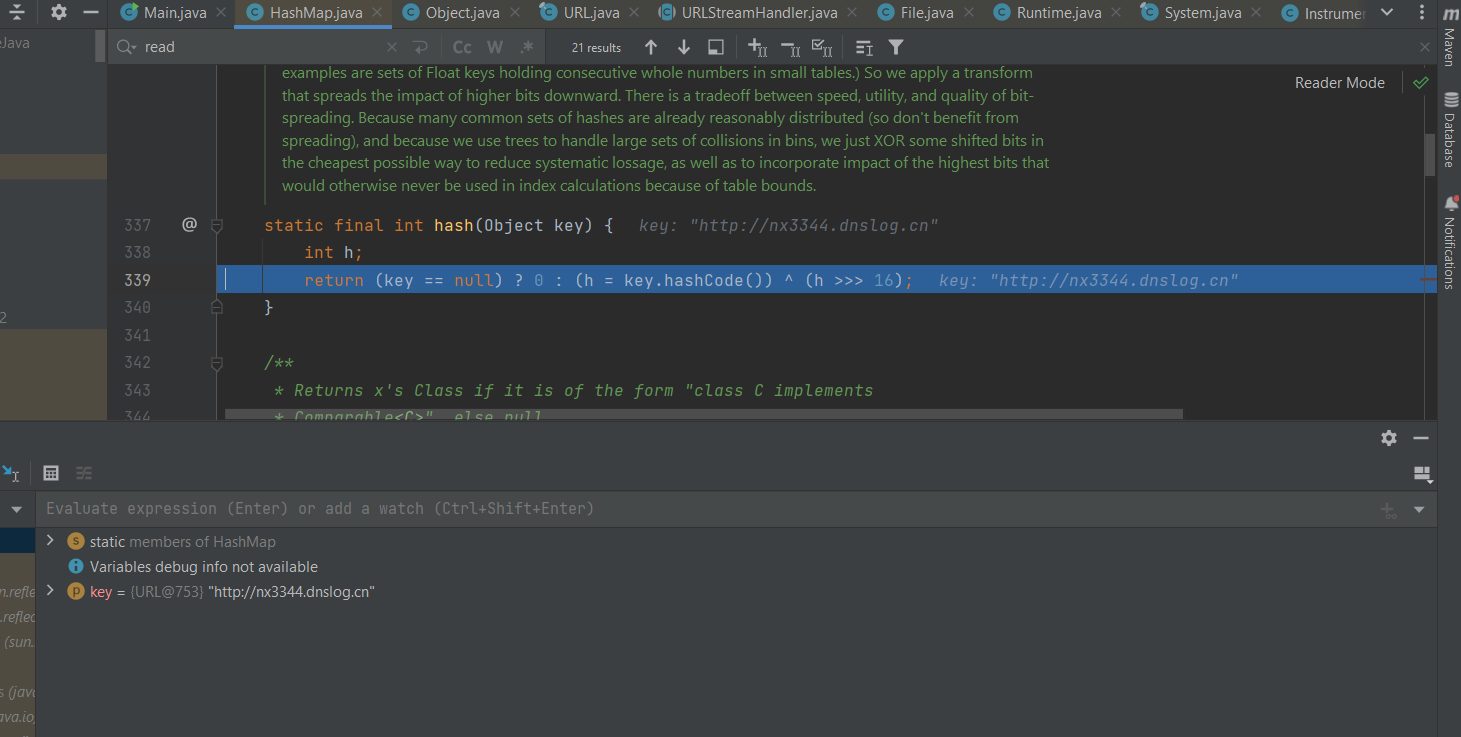 Main.java HashMap.java Object.java URL.java URLStreamHandler.java File.java Runtime.java System.java Instrumer
eJava
read Cc W .* 21 results
Reader Mode
examples are sets of Float keys holding consecutive whole numbers in small tables.) So we apply a transform
that spreads the impact of higher bits downward. There is a tradeoff between speed, utility, and quality of bit-
spreading. Because many common sets of hashes are already reasonably distributed (so don't benefit from
spreading), and because we use trees to handle large sets of collisions in bins, we just XOR some shifted bits in
the cheapest possible way to reduce systematic lossage, as well as to incorporate impact of the highest bits that
would otherwise never be used in index calculations because of table bounds.
337 @ static final int hash(Object key) { key: "http://nx3344.dnslog.cn"
338 int h;
339 return (key == null) ? 0 : (h = key.hashCode()) ^ (h >>> 16); key: "http://nx3344.dnslog.cn"
340 }
2
341
342 /**
343 * Returns x's Class if it is of the form "class C implements
344 * Comparable<C>", else null.
m Maven
Database
Notifications
Evaluate expression (Enter) or add a watch (Ctrl+Shift+Enter)
static members of HashMap
Variables debug info not available
key = {URL@753} "http://nx3344.dnslog.cn"
n.refle
.reflec
(sun.
s (java
ava.io,